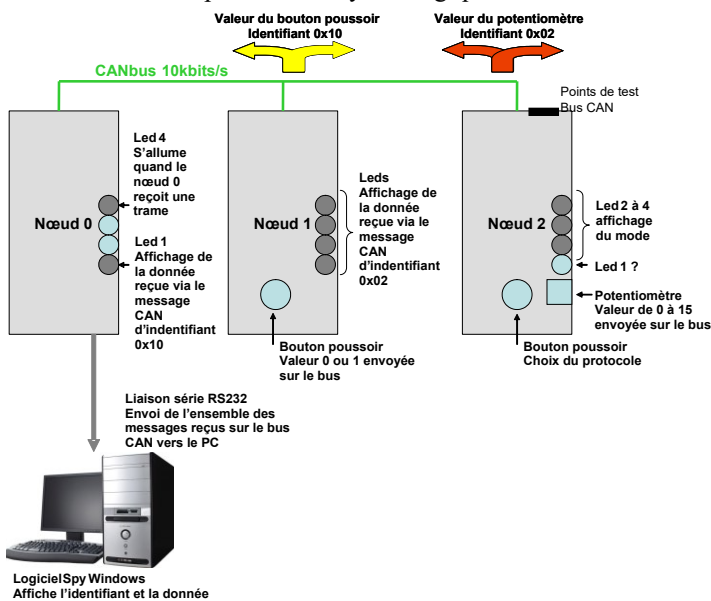 Valeur du bouton poussoir
Identifiant 0x10
Valeur du potentiomètre
Identifiant 0x02
CANbus 10kbits/s
Points de test
Bus CAN
Led 4
S'allume
quand le
nœud 0
reçoit une
trame
Nœud 0
Led 1
Affichage de
la donnée
reçue via le
message
CAN
d'indentifiant
0x10
Nœud 1
Leds
Affichage de
la donnée
reçue via le
message
CAN
d'indentifiant
0x02
Bouton poussoir
Valeur 0 ou 1 envoyée
sur le bus
Nœud 2
Led 2 à 4
affichage
du mode
Led 1 ?
Potentiomètre
Valeur de 0 à 15
envoyée sur le bus
Bouton poussoir
Choix du protocole
Liaison série RS232
Envoi de l'ensemble des
messages reçus sur le bus
CAN vers le PC
Logiciel Spy Windows
Affiche l'identifiant et la donnée